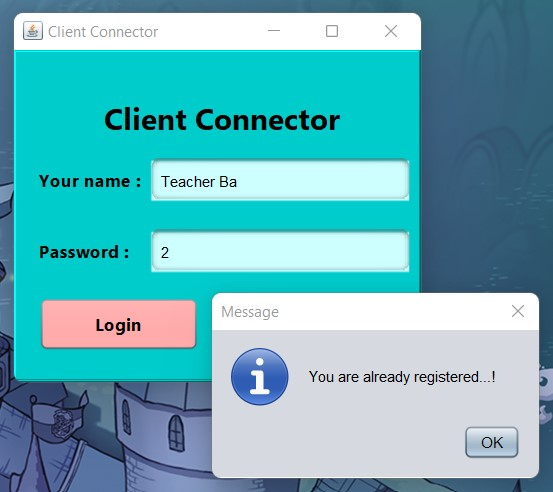 Client Connector
Client Connector
Your name : Teacher Ba
Password : 2
Login
Message
You are already registered...!
OK